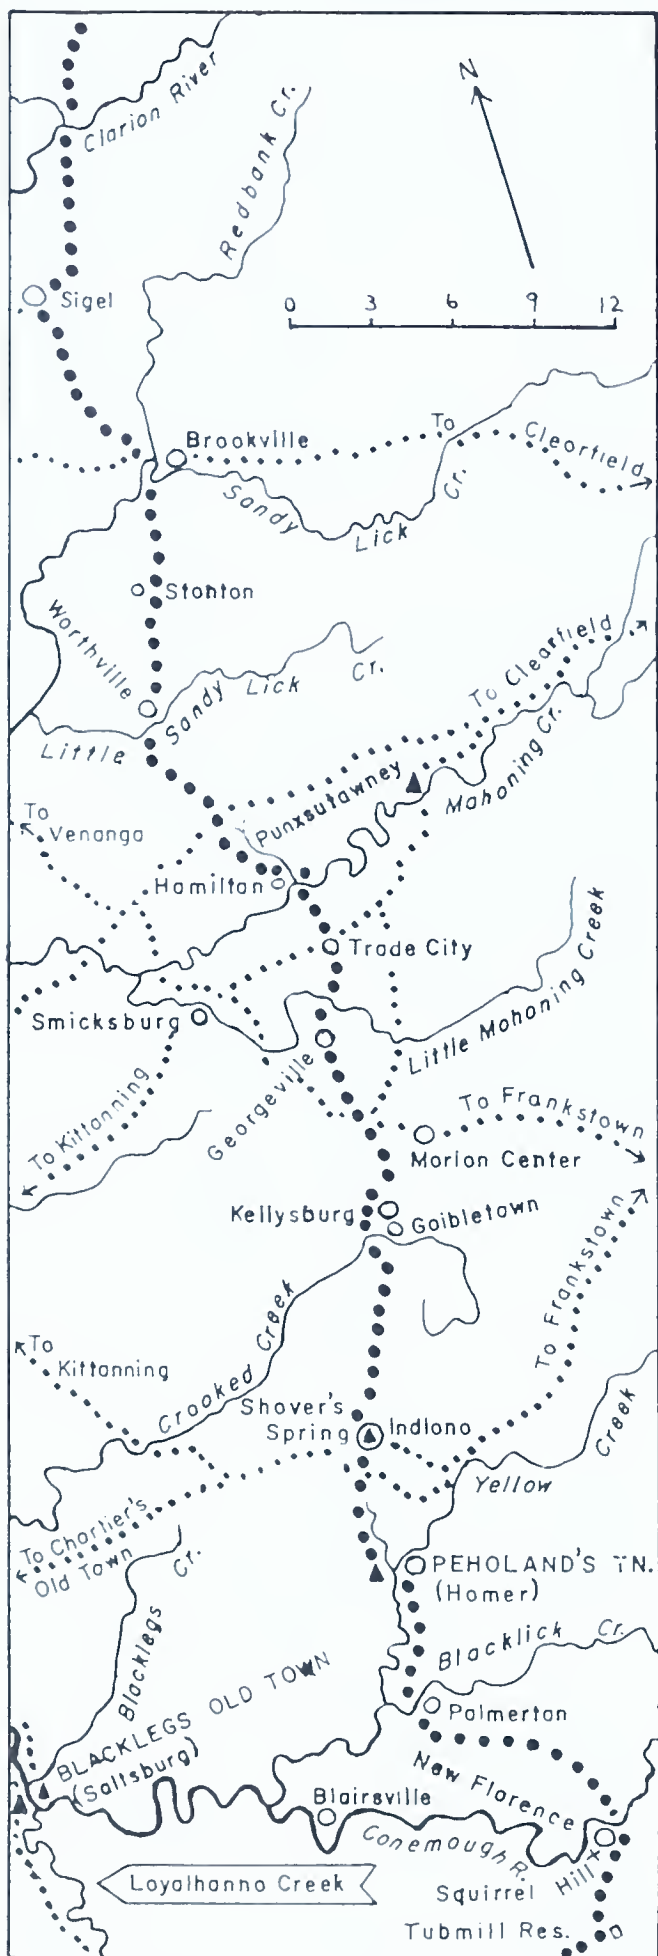 N
Clarion River
Redbank Cr.
0 3 6 9 12
Sigel
Brookville
To Clearfield
Sandy Lick Cr.
Stanton
Worthville
Little Sandy Lick Cr.
To Clearfield
Punxsutawney
Mahoning Cr.
To
Venanga
Hamilton
Trade City
Smicksburg
Little Mahoning Creek
Georgeville
To Kittanning
To Frankstown
Marion Center
Kellysburg
Gaibletown
To Frankstown
To
Kittanning
Crooked Creek
Shaver's
Spring
Indiana
Yellow Creek
To Chartier's
Old Town
PEHOLAND'S TN.
(Homer)
Blacklegs Cr.
Blacklick Cr.
BLACKLEGS OLD TOWN
(Saltsburg)
Palmerton
New Florence
Blairsville
Conemaugh R.
Loyalhanna Creek
Squirrel Hill
Tubmill Res.